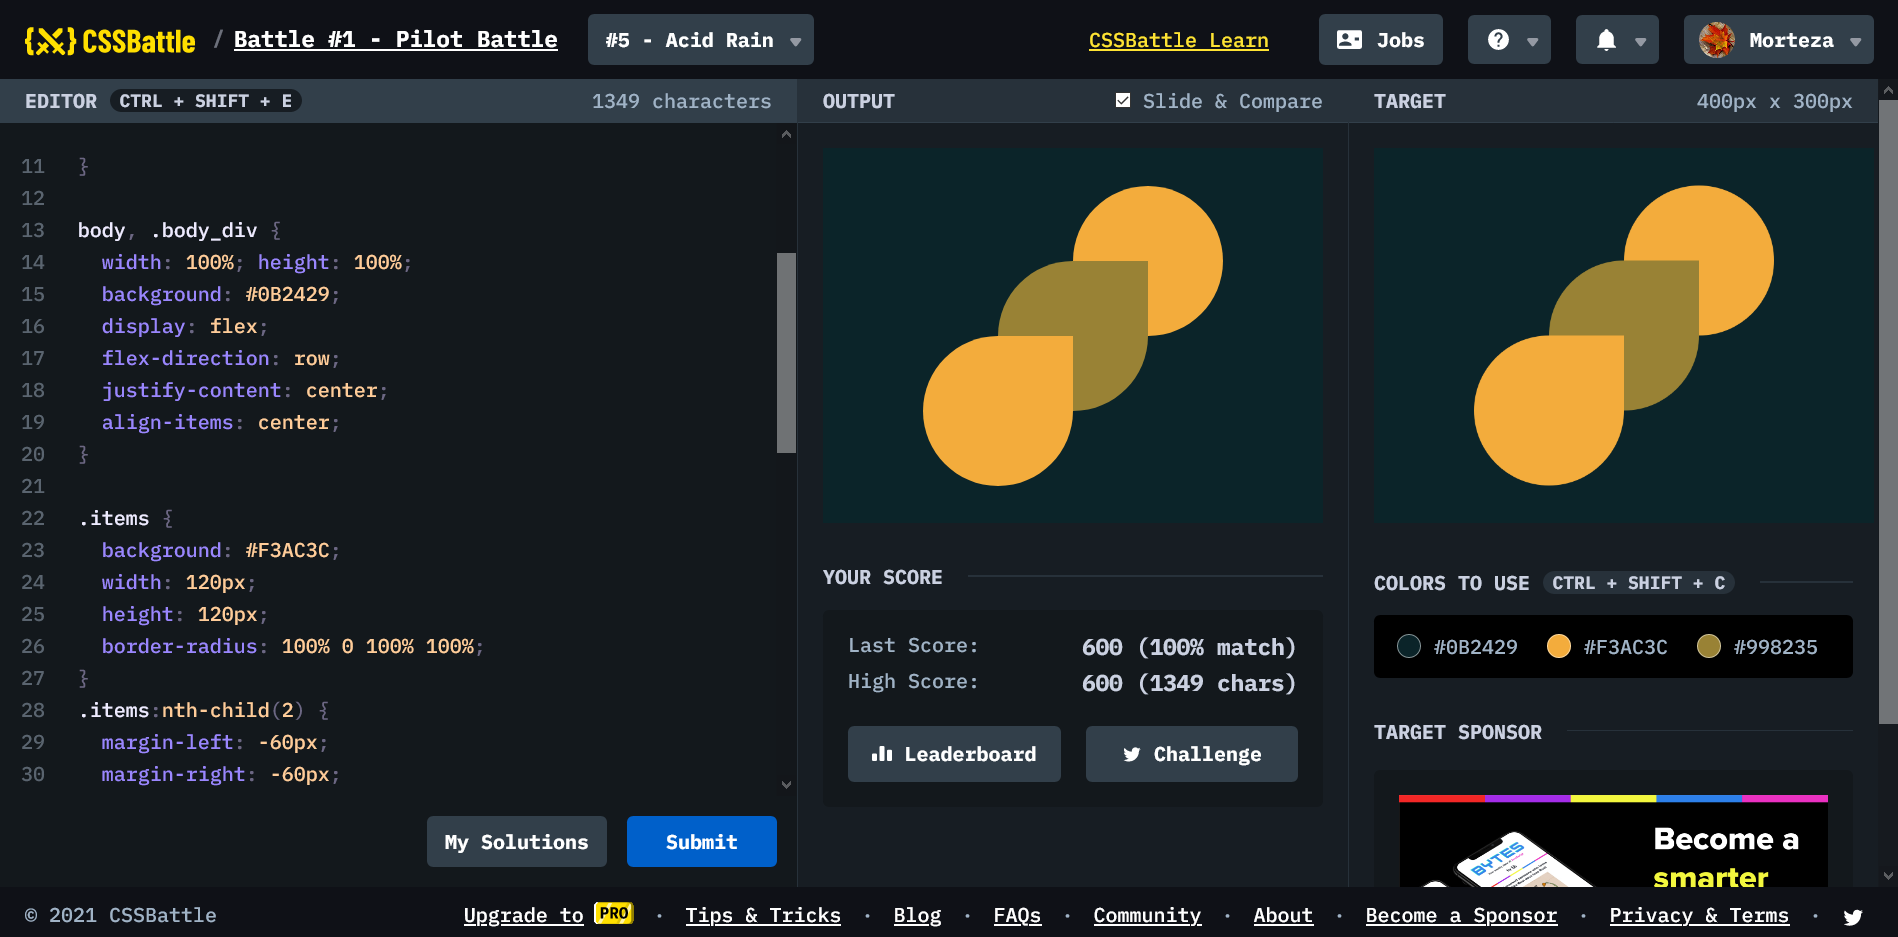 CSSBattle / Battle #1 - Pilot Battle #5 - Acid Rain CSSBattle Learn Jobs Morteza
EDITOR CTRL + SHIFT + E 1349 characters
11 }
12
13 body, .body_div {
14 width: 100%; height: 100%;
15 background: #0B2429;
16 display: flex;
17 flex-direction: row;
18 justify-content: center;
19 align-items: center;
20 }
21
22 .items {
23 background: #F3AC3C;
24 width: 120px;
25 height: 120px;
26 border-radius: 100% 0 100% 100%;
27 }
28 .items:nth-child(2) {
29 margin-left: -60px;
30 margin-right: -60px;
My Solutions Submit
OUTPUT Slide & Compare
YOUR SCORE
Last Score: 600 (100% match)
High Score: 600 (1349 chars)
Leaderboard Challenge
TARGET 400px x 300px
COLORS TO USE CTRL + SHIFT + C
#0B2429 #F3AC3C #998235
TARGET SPONSOR
BYTES
Become a
smarter
© 2021 CSSBattle Upgrade to PRO · Tips & Tricks · Blog · FAQs · Community · About · Become a Sponsor · Privacy & Terms ·